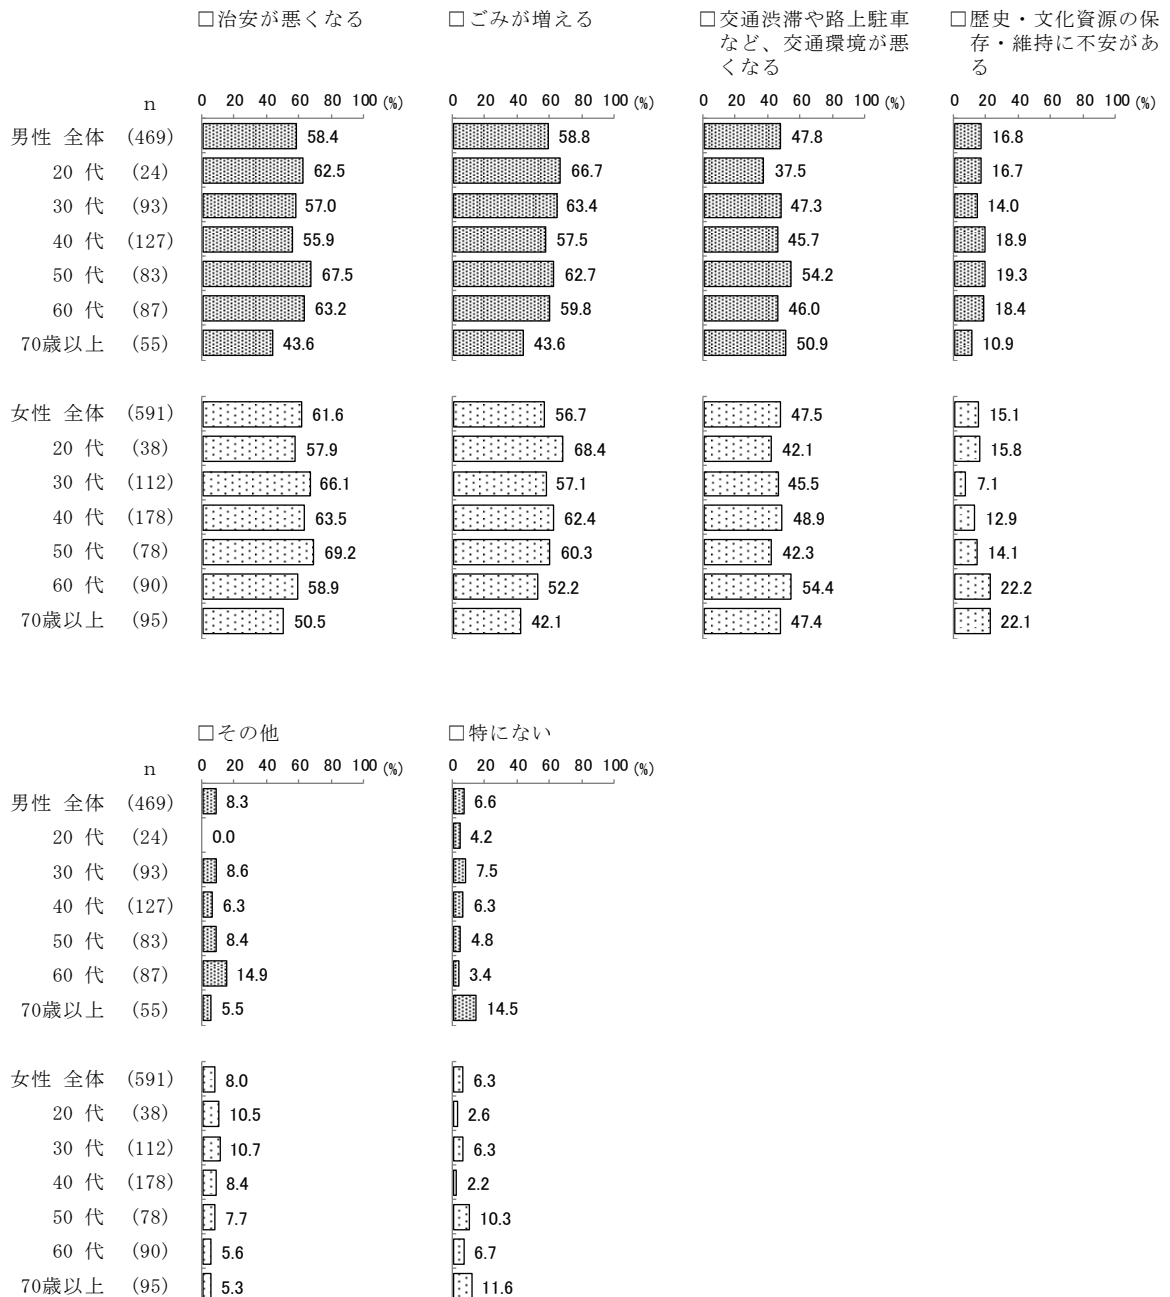 □治安が悪くなる □ごみが増える □交通渋滞や路上駐車 □歴史・文化資源の保
など、交通環境が悪 存・維持に不安があ
くなる る
n 0 20 40 60 80 100 (%) 0 20 40 60 80 100 (%) 0 20 40 60 80 100 (%) 0 20 40 60 80 100 (%)
男性 全体 (469) 58.4 58.8 47.8 16.8
20 代 (24) 62.5 66.7 37.5 16.7
30 代 (93) 57.0 63.4 47.3 14.0
40 代 (127) 55.9 57.5 45.7 18.9
50 代 (83) 67.5 62.7 54.2 19.3
60 代 (87) 63.2 59.8 46.0 18.4
70歳以上 (55) 43.6 43.6 50.9 10.9
女性 全体 (591) 61.6 56.7 47.5 15.1
20 代 (38) 57.9 68.4 42.1 15.8
30 代 (112) 66.1 57.1 45.5 7.1
40 代 (178) 63.5 62.4 48.9 12.9
50 代 (78) 69.2 60.3 42.3 14.1
60 代 (90) 58.9 52.2 54.4 22.2
70歳以上 (95) 50.5 42.1 47.4 22.1
□その他 □特にない
n 0 20 40 60 80 100 (%) 0 20 40 60 80 100 (%)
男性 全体 (469) 8.3 6.6
20 代 (24) 0.0 4.2
30 代 (93) 8.6 7.5
40 代 (127) 6.3 6.3
50 代 (83) 8.4 4.8
60 代 (87) 14.9 3.4
70歳以上 (55) 5.5 14.5
女性 全体 (591) 8.0 6.3
20 代 (38) 10.5 2.6
30 代 (112) 10.7 6.3
40 代 (178) 8.4 2.2
50 代 (78) 7.7 10.3
60 代 (90) 5.6 6.7
70歳以上 (95) 5.3 11.6